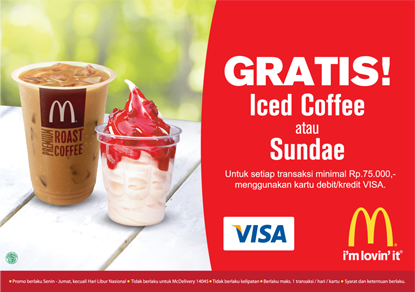 GRATIS!
Iced Coffee
atau
Sundae
Untuk setiap transaksi minimal Rp.75.000,-
menggunakan kartu debit/kredit VISA.
PREMIUM
ROAST
COFFEE
VISA
i'm lovin' it®
• Promo berlaku Senin - Jumat, kecuali Hari Libur Nasional • Tidak berlaku untuk McDelivery 14045 • Tidak berlaku kelipatan • Berlaku maks. 1 transaksi / hari / kartu • Syarat dan ketentuan berlaku.